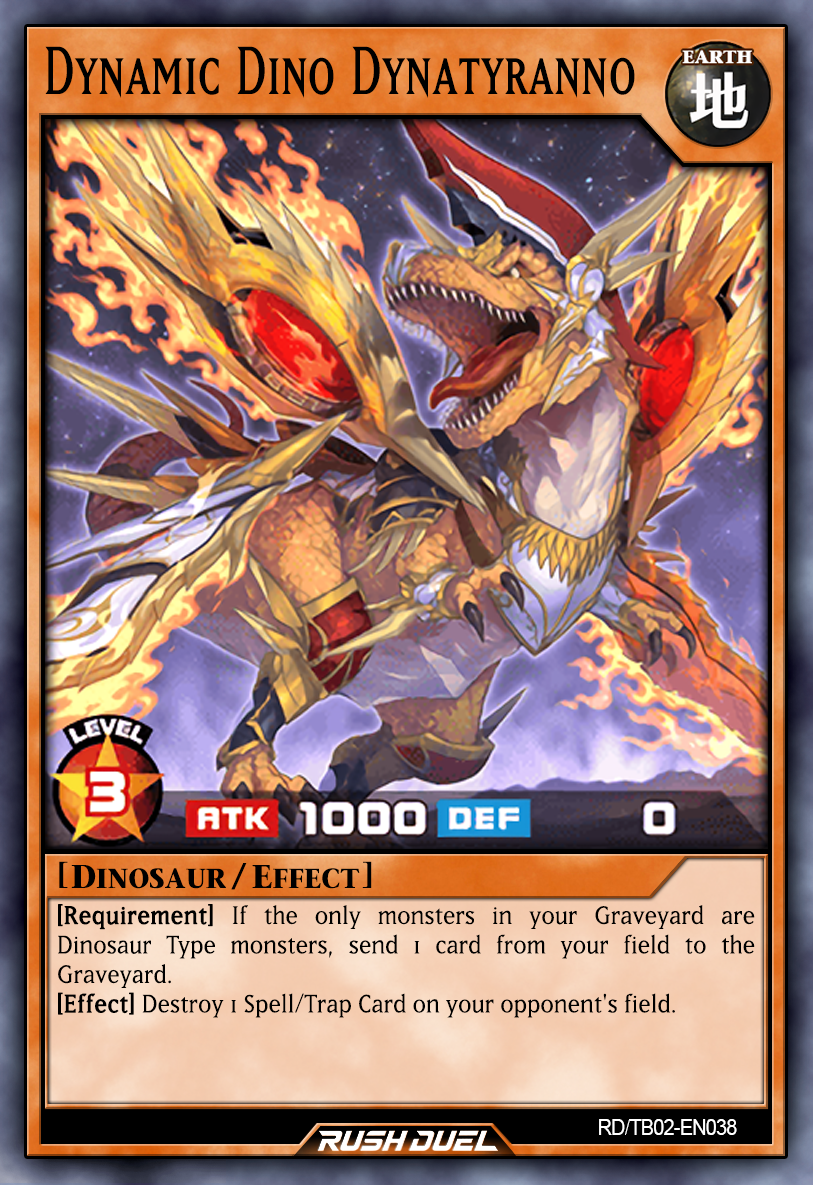 Dynamic Dino Dynatyranno
EARTH
地
LEVEL
3
ATK 1000 DEF 0
[Dinosaur/Effect]
[Requirement] If the only monsters in your Graveyard are
Dinosaur Type monsters, send 1 card from your field to the
Graveyard.
[Effect] Destroy 1 Spell/Trap Card on your opponent's field.
RD/TB02-EN038
RUSH DUEL